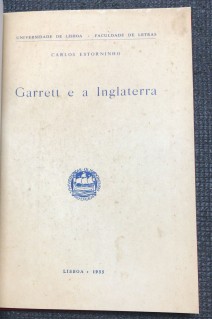 UNIVERSIDADE DE LISBOA - FACULDADE DE LETRAS
CARLOS ESTORNINHO
Garrett e a Inglaterra
LISBOA • 1955